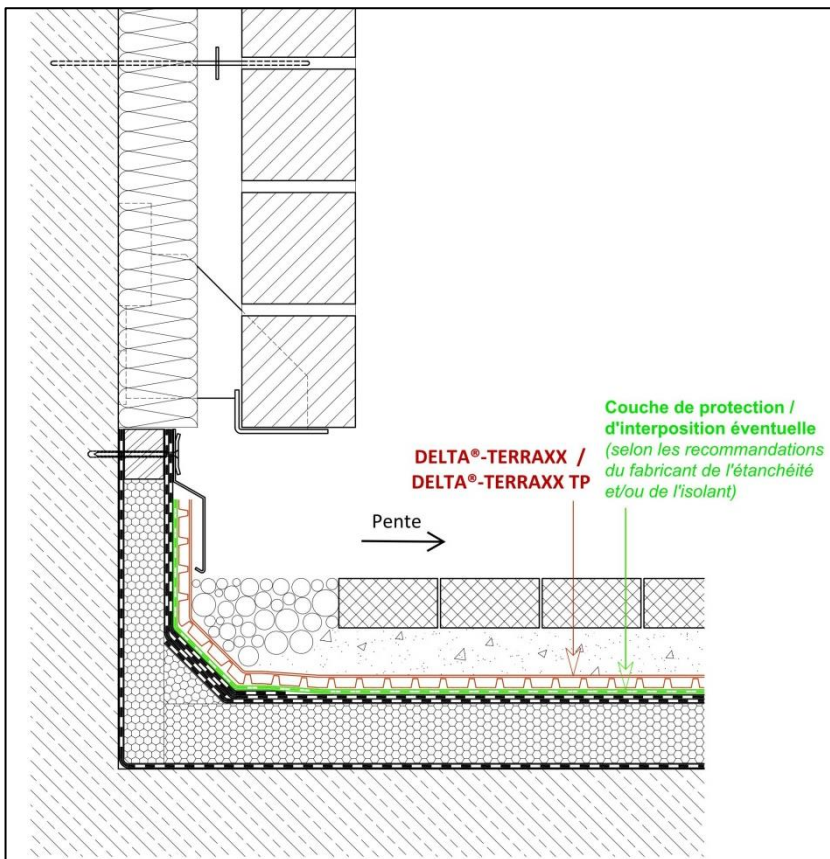 DELTA®-TERRAXX /
DELTA®-TERRAXX TP
Couche de protection /
d'interposition éventuelle
(selon les recommandations
du fabricant de l'étanchéité
et/ou de l'isolant)
Pente